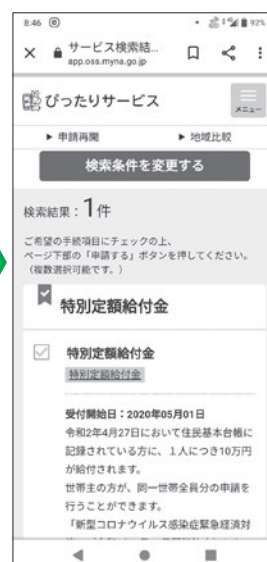 8:46
92%
サービス検索結...
app.oss.myna.go.jp
ぴったりサービス
メニュー
▶ 申請再開
▶ 地域比較
検索条件を変更する
検索結果：1件
ご希望の手続項目にチェックの上、
ページ下部の「申請する」ボタンを押してください。
（複数選択可能です。）
特別定額給付金
特別定額給付金
特別定額給付金
受付開始日：2020年05月01日
令和2年4月27日において住民基本台帳に
記録されている方に、１人につき10万円
が給付されます。
世帯主の方が、同一世帯全員分の申請を
行うことができます。
「新型コロナウイルス感染症緊急経済対